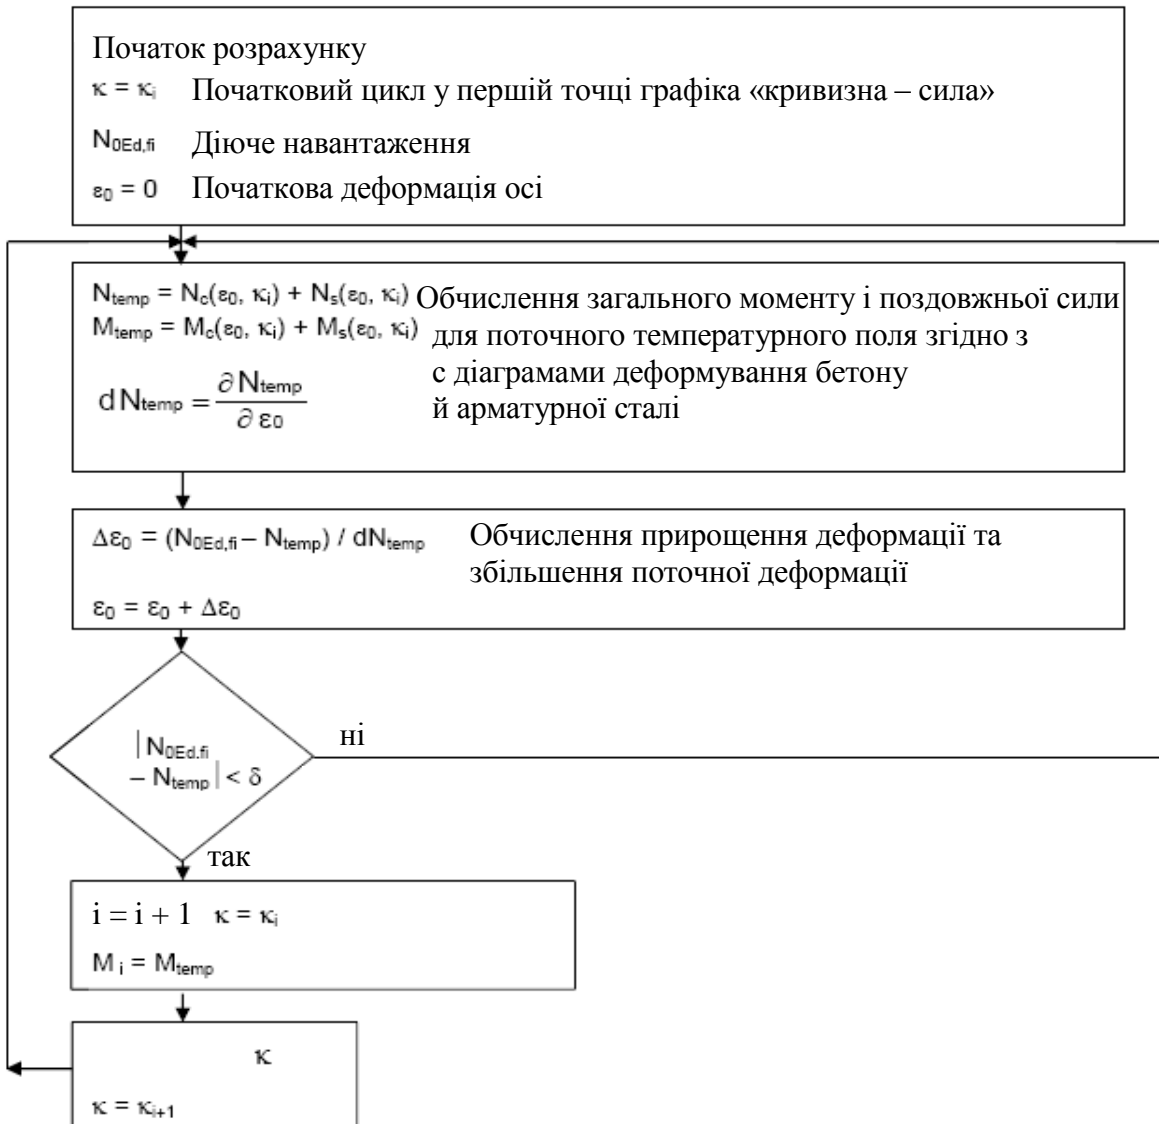 Початок розрахунку
κ = κᵢ Початковий цикл у першій точці графіка «кривизна – сила»
N₀Ed,fi Діюче навантаження
ε₀ = 0 Початкова деформація осі
Ntemp = Nc(ε₀, κᵢ) + Ns(ε₀, κᵢ) Обчислення загального моменту і поздовжньої сили
Mtemp = Mc(ε₀, κᵢ) + Ms(ε₀, κᵢ) для поточного температурного поля згідно з
с діаграмами деформування бетону
й арматурної сталі
dNtemp = ∂Ntemp / ∂ε₀
Δε₀ = (N₀Ed,fi – Ntemp) / dNtemp Обчислення прирощення деформації та
збільшення поточної деформації
ε₀ = ε₀ + Δε₀
|N₀Ed.fi
– Ntemp| < δ
ні
так
i = i + 1 κ = κᵢ
Mᵢ = Mtemp
κ
κ = κᵢ₊₁